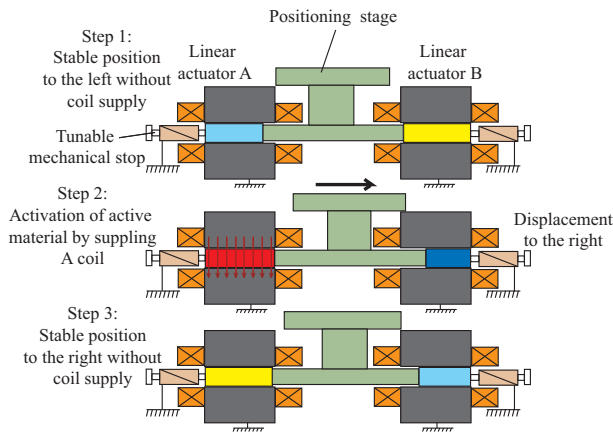 Positioning stage
Step 1:
Stable position
to the left without
coil supply
Linear
actuator A
Linear
actuator B
Tunable
mechanical stop
Step 2:
Activation of active
material by suppling
A coil
Displacement
to the right
Step 3:
Stable position
to the right without
coil supply